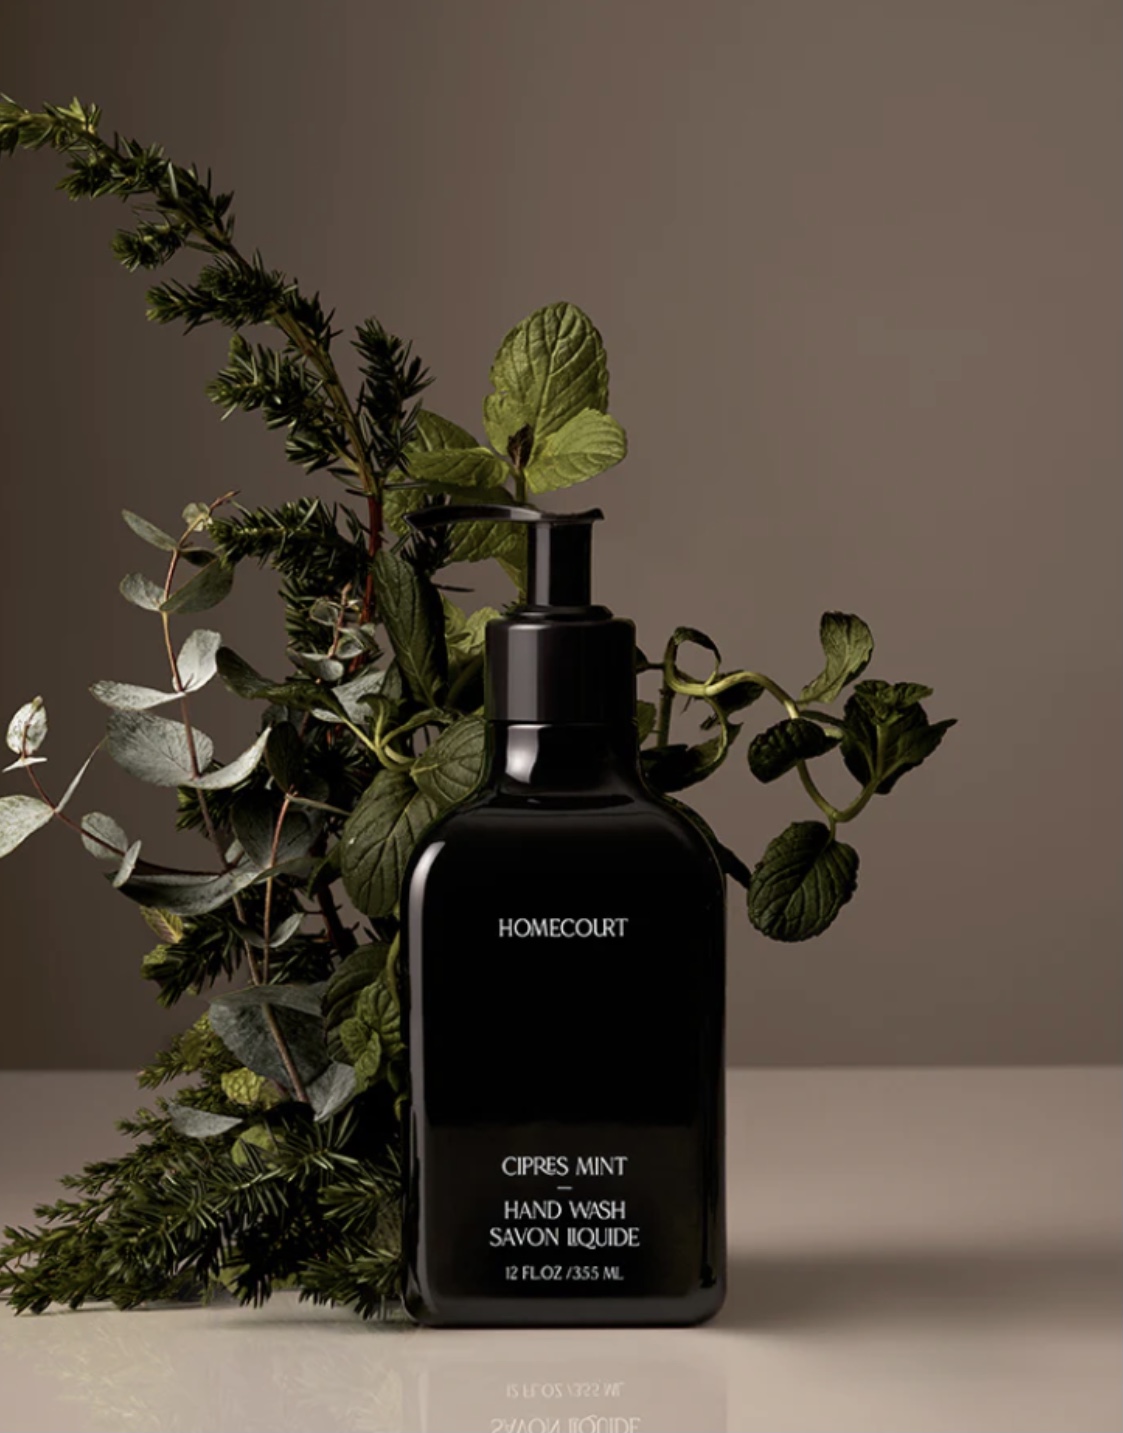 HOMECOURT
CIPRES MINT
—
HAND WASH
SAVON LIQUIDE
12 FL.OZ / 355 ML